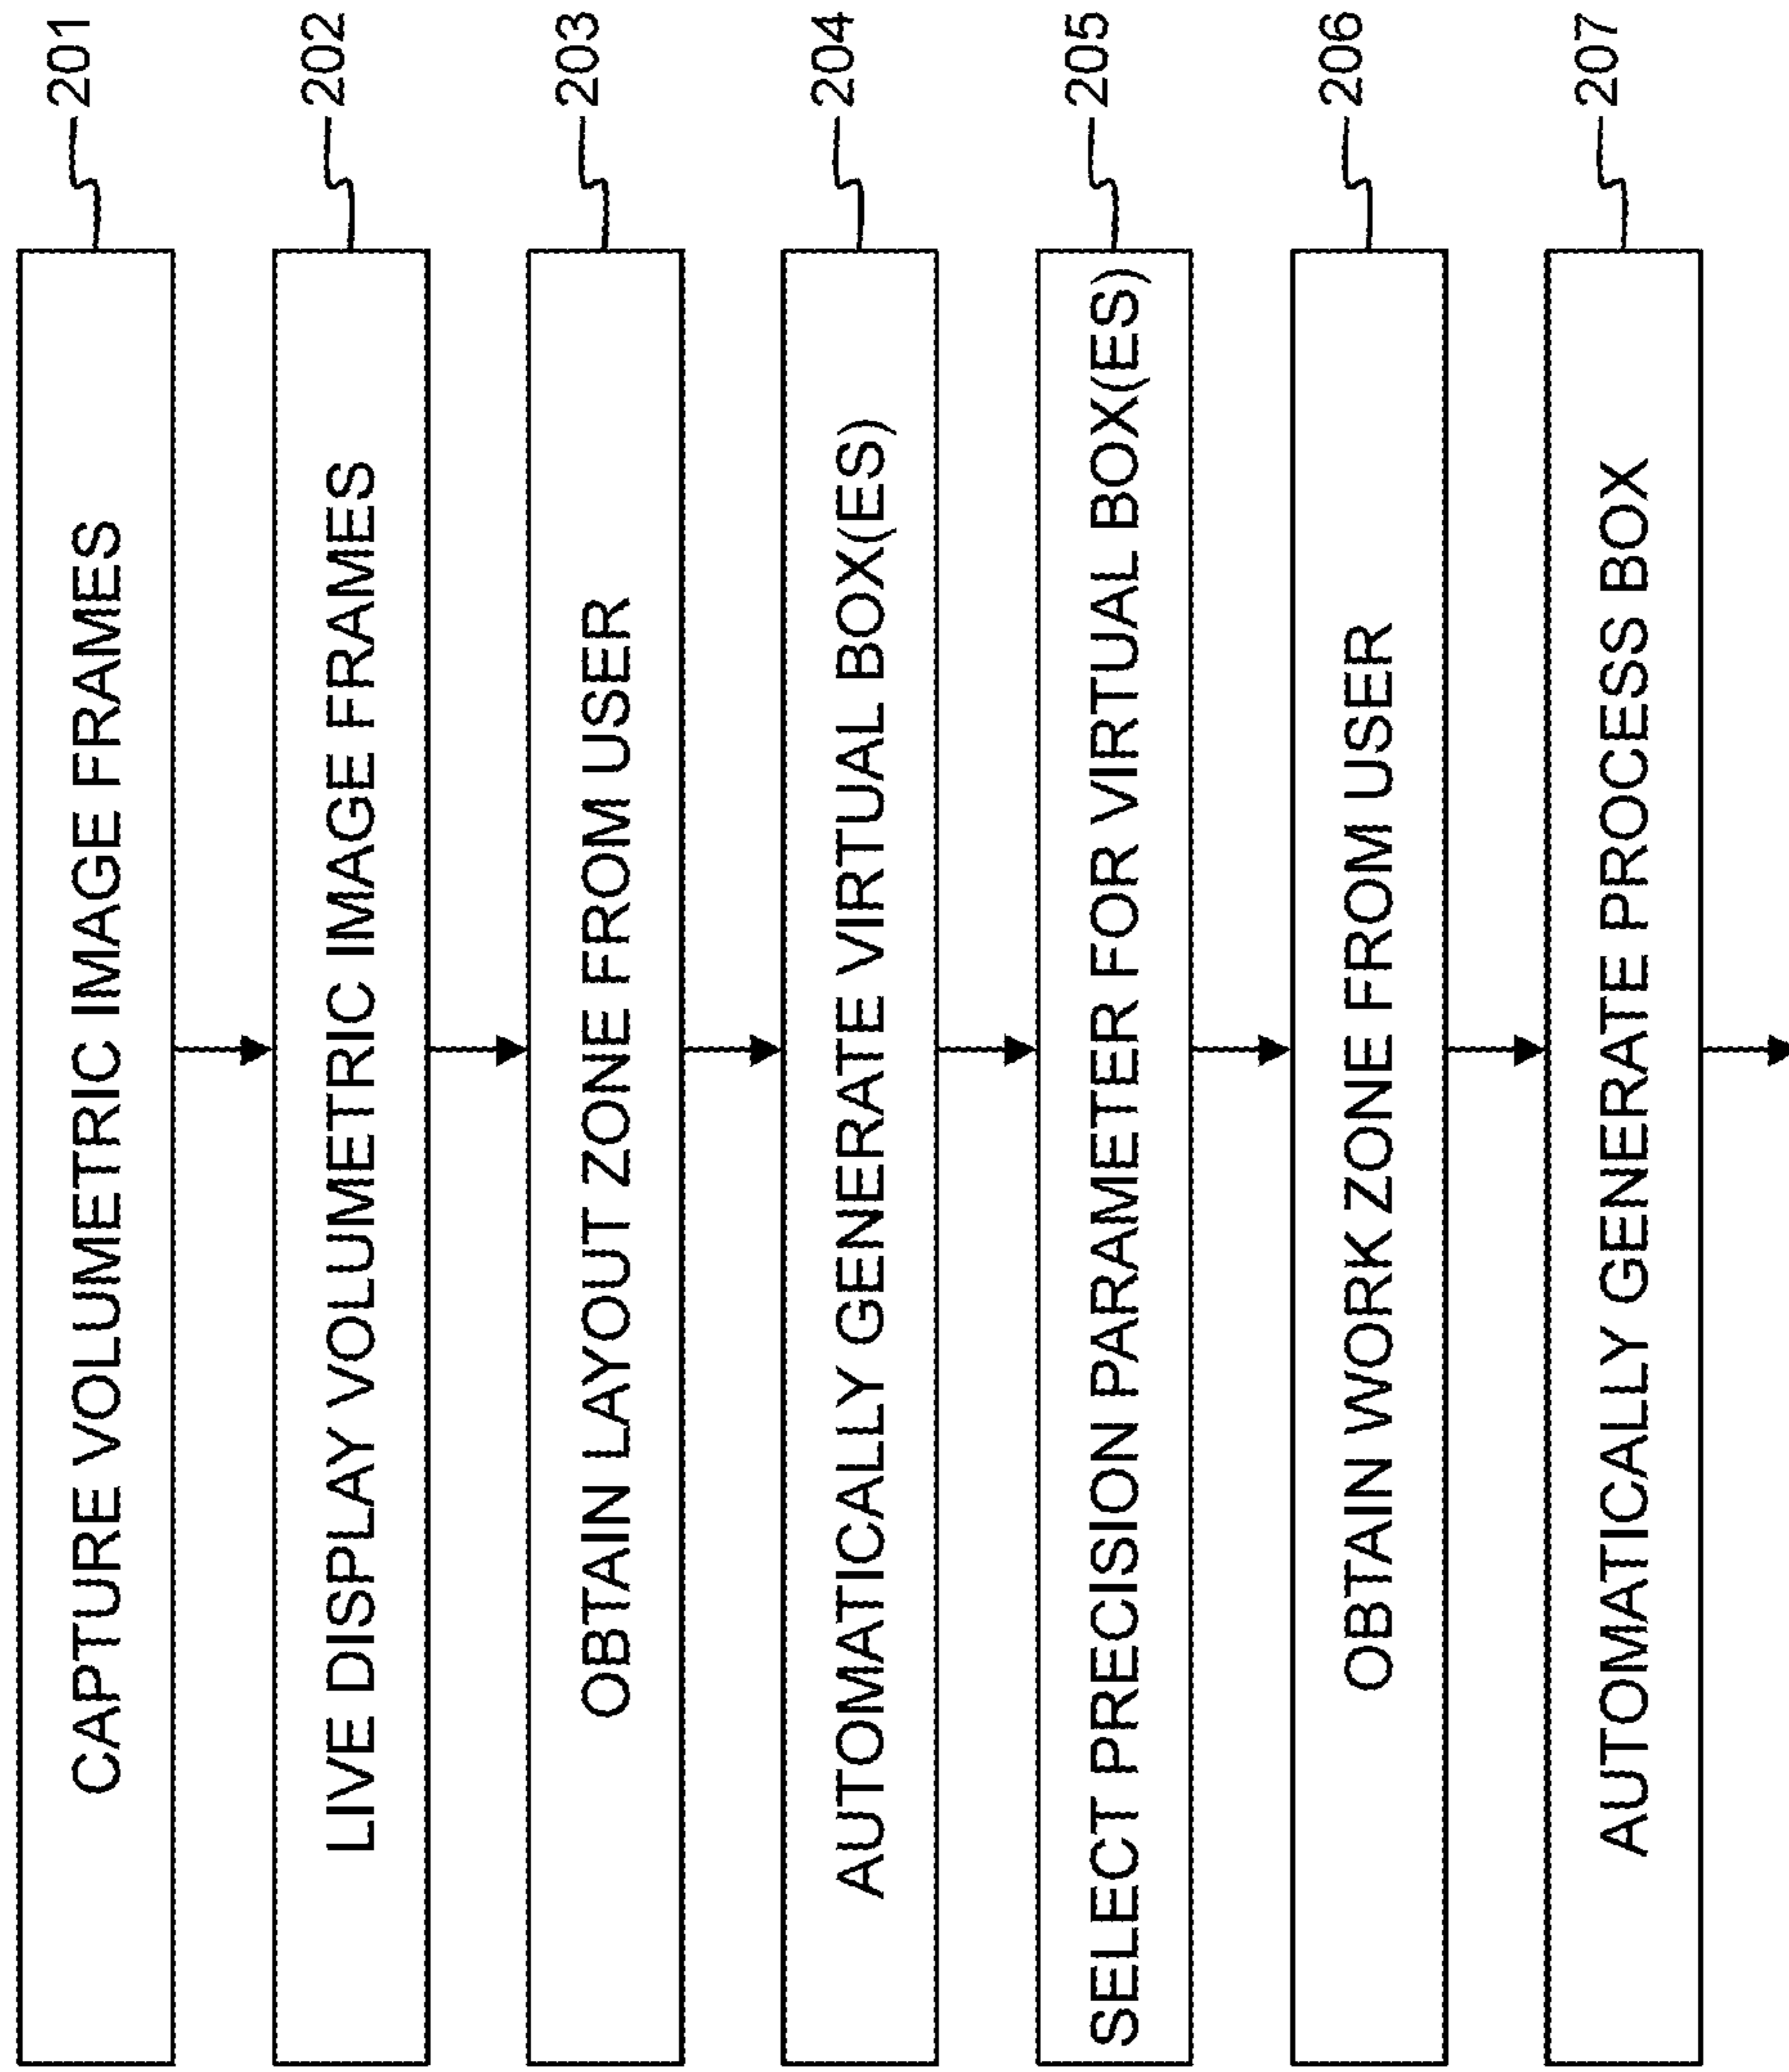 CAPTURE VOLUMETRIC IMAGE FRAMES
201
LIVE DISPLAY VOLUMETRIC IMAGE FRAMES
202
OBTAIN LAYOUT ZONE FROM USER
203
AUTOMATICALLY GENERATE VIRTUAL BOX(ES)
204
SELECT PRECISION PARAMETER FOR VIRTUAL BOX(ES)
205
OBTAIN WORK ZONE FROM USER
206
AUTOMATICALLY GENERATE PROCESS BOX
207